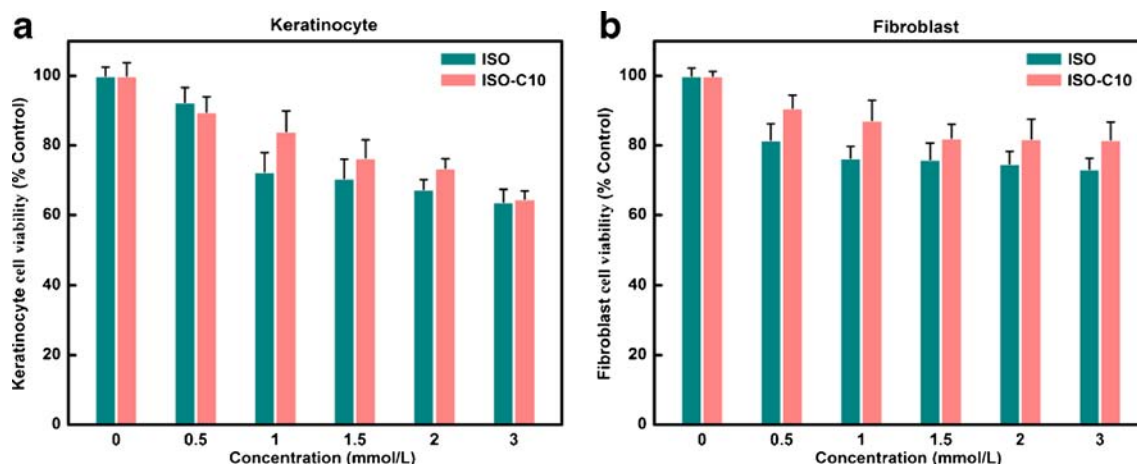 a
Keratinocyte
ISO
ISO-C10
Keratinocyte cell viability (% Control)
100
80
60
40
20
0
0 0.5 1 1.5 2 3
Concentration (mmol/L)
b
Fibroblast
ISO
ISO-C10
Fibroblast cell viability (% Control)
100
80
60
40
20
0
0 0.5 1 1.5 2 3
Concentration (mmol/L)